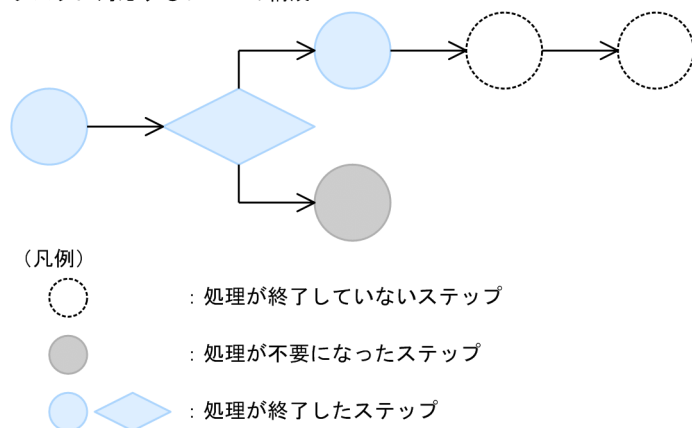 （凡例）
：処理が終了していないステップ
：処理が不要になったステップ
：処理が終了したステップ